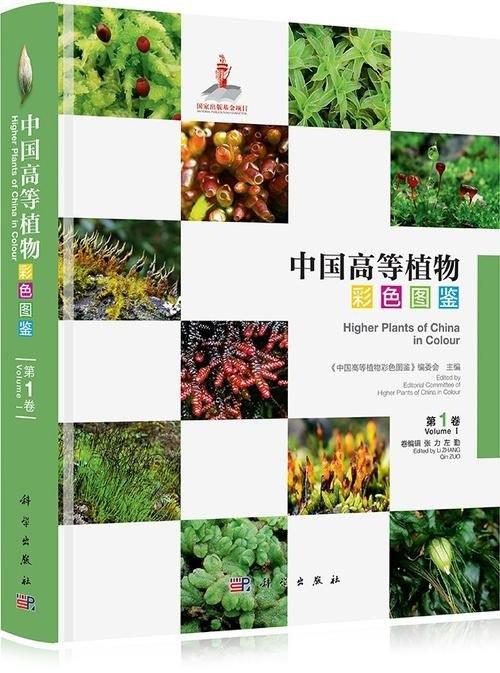 中国高等植物
彩色图鉴
Higher Plants of China in Colour
第1卷
Volume I
科学出版社
国家出版基金项目
NATIONAL PUBLICATION FOUNDATION
中国高等植物
彩色图鉴
Higher Plants of China
in Colour
《中国高等植物彩色图鉴》编委会 主编
Edited by
Editorial Committee of
Higher Plants of China in Colour
第1卷
Volume I
卷编辑 张 力 左 勤
Edited by Li ZHANG
Qin ZUO
科学出版社